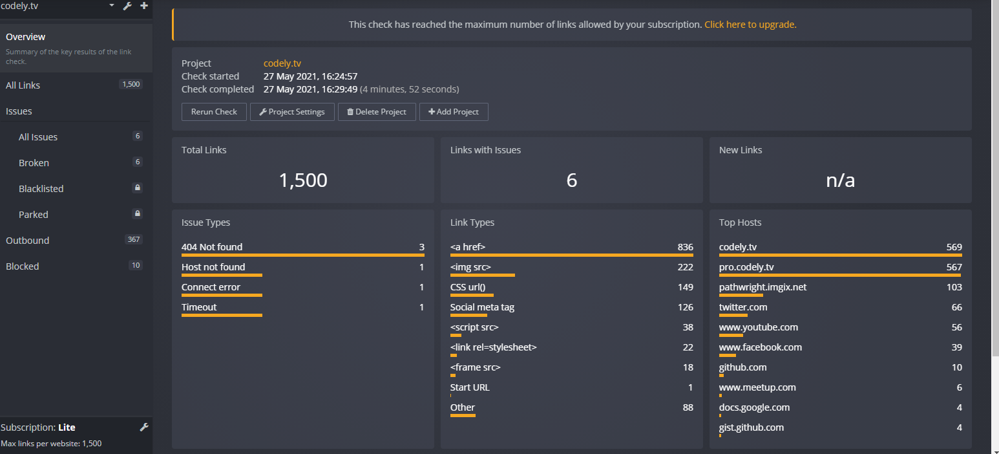 codely.tv
Overview
Summary of the key results of the link
check.
All Links 1,500
Issues
All Issues 6
Broken 6
Blacklisted
Parked
Outbound 367
Blocked 10
Subscription: Lite
Max links per website: 1,500
This check has reached the maximum number of links allowed by your subscription. Click here to upgrade.
Project codely.tv
Check started 27 May 2021, 16:24:57
Check completed 27 May 2021, 16:29:49 (4 minutes, 52 seconds)
Rerun Check Project Settings Delete Project Add Project
Total Links
1,500
Links with Issues
6
New Links
n/a
Issue Types
404 Not found 3
Host not found 1
Connect error 1
Timeout 1
Link Types
<a href> 836
<img src> 222
CSS url() 149
Social meta tag 126
<script src> 38
<link rel=stylesheet> 22
<frame src> 18
Start URL 1
Other 88
Top Hosts
codely.tv 569
pro.codely.tv 567
pathwright.imgix.net 103
twitter.com 66
www.youtube.com 56
www.facebook.com 39
github.com 10
www.meetup.com 6
docs.google.com 4
gist.github.com 4